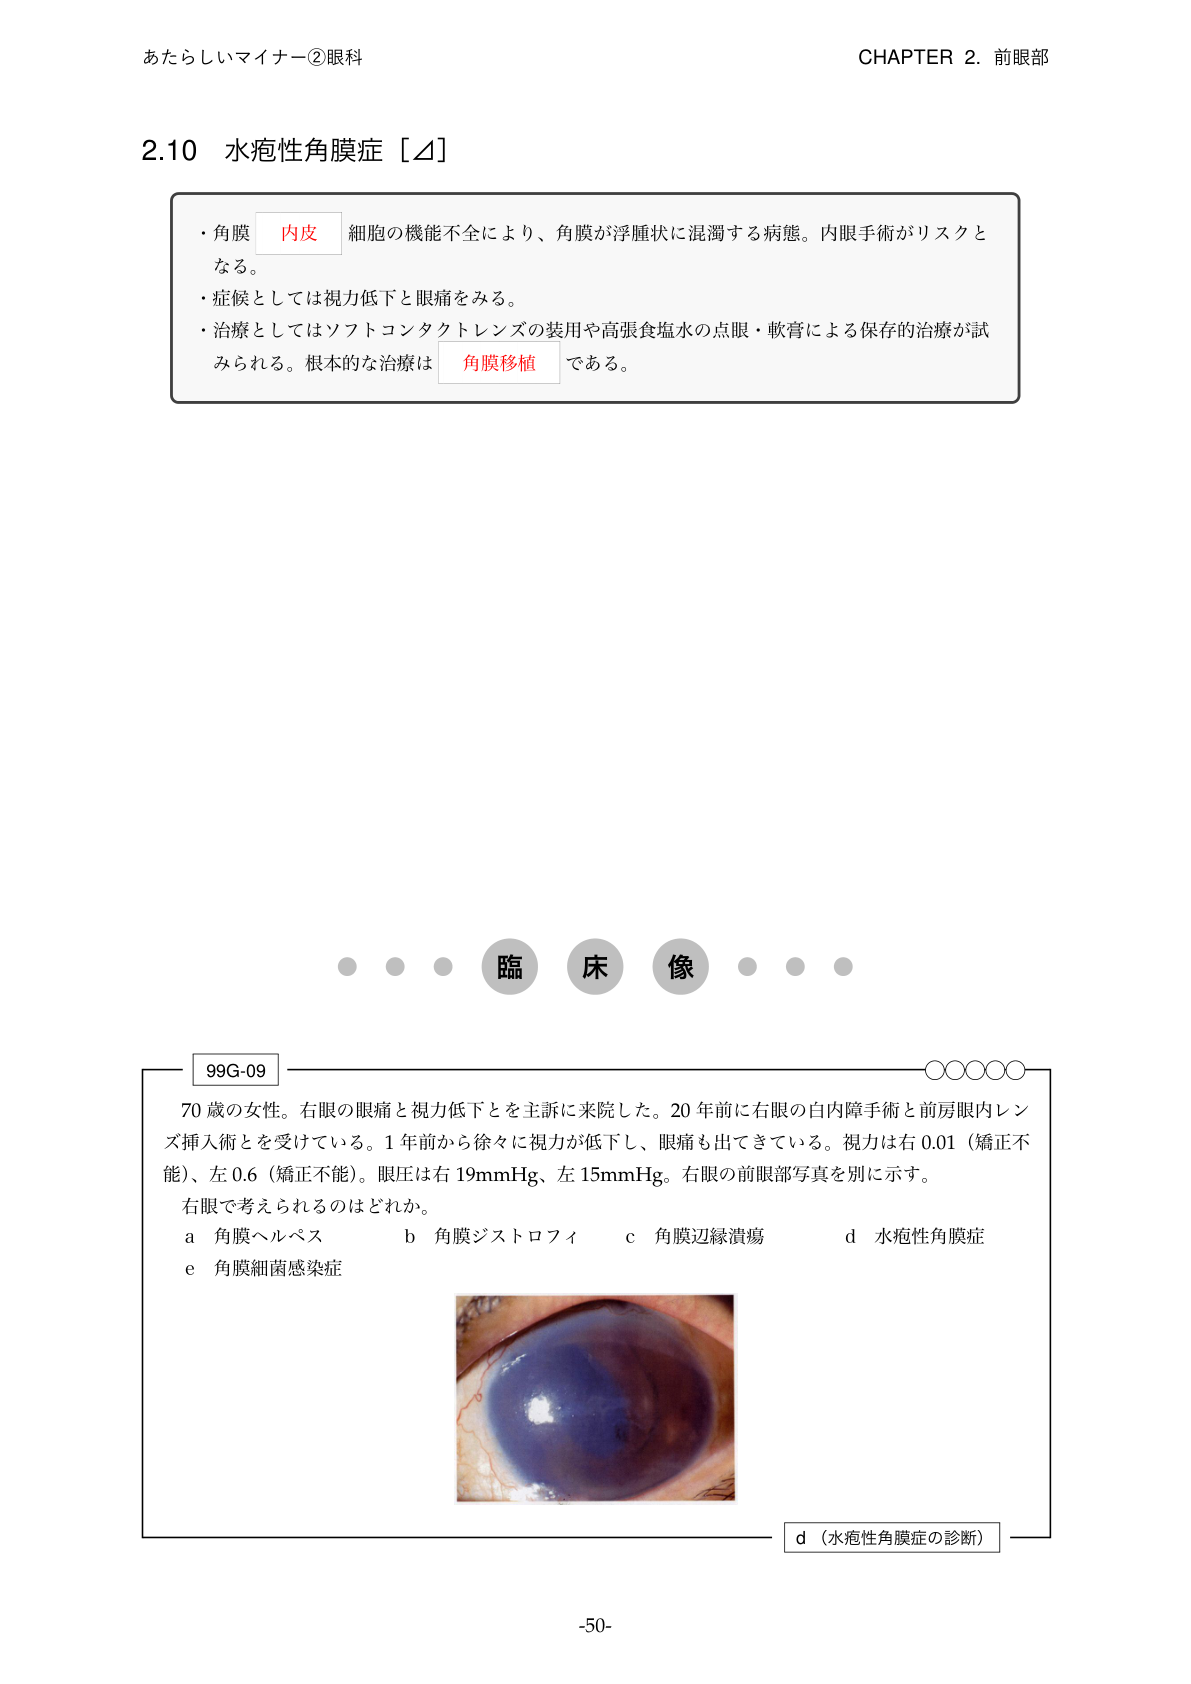 あたらしいマイナー②眼科
CHAPTER 2. 前眼部
2.10 水疱性角膜症［⊿］
・角膜 内皮 細胞の機能不全により、角膜が浮腫状に混濁する病態。内眼手術がリスクと
なる。
・症候としては視力低下と眼痛をみる。
・治療としてはソフトコンタクトレンズの装用や高張食塩水の点眼・軟膏による保存的治療が試
みられる。根本的な治療は 角膜移植 である。
臨床像
99G-09
70 歳の女性。右眼の眼痛と視力低下とを主訴に来院した。20 年前に右眼の白内障手術と前房眼内レン
ズ挿入術とを受けている。1 年前から徐々に視力が低下し、眼痛も出てきている。視力は右 0.01（矯正不
能）、左 0.6（矯正不能）。眼圧は右 19mmHg、左 15mmHg。右眼の前眼部写真を別に示す。
右眼で考えられるのはどれか。
a 角膜ヘルペス b 角膜ジストロフィ c 角膜辺縁潰瘍 d 水疱性角膜症
e 角膜細菌感染症
d （水疱性角膜症の診断）
-50-